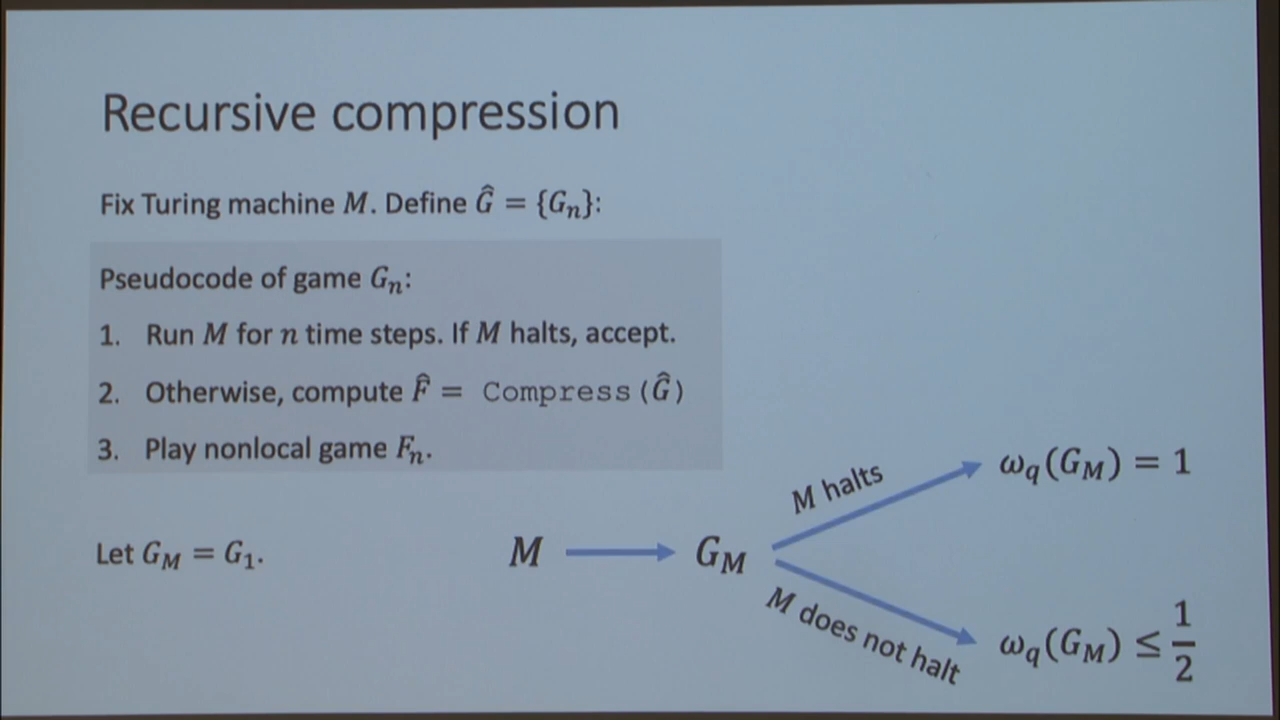 Recursive compression
Fix Turing machine M. Define Ĝ = {Gₙ}:
Pseudocode of game Gₙ:
1. Run M for n time steps. If M halts, accept.
2. Otherwise, compute F̂ = Compress(Ĝ)
3. Play nonlocal game Fₙ.
Let G_M = G₁.
M → G_M
M halts
ω_q(G_M) = 1
M does not halt
ω_q(G_M) ≤ 1/2